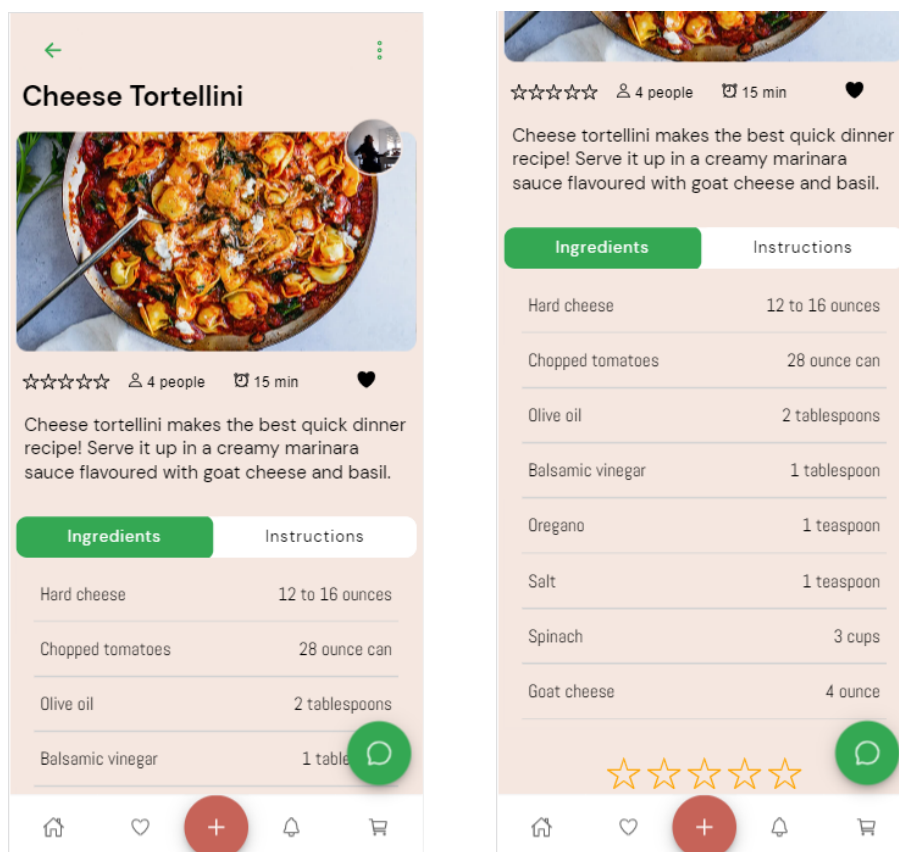 Cheese Tortellini
4 people 15 min
Cheese tortellini makes the best quick dinner
recipe! Serve it up in a creamy marinara
sauce flavoured with goat cheese and basil.
Ingredients Instructions
Hard cheese 12 to 16 ounces
Chopped tomatoes 28 ounce can
Olive oil 2 tablespoons
Balsamic vinegar 1 table
4 people 15 min
Cheese tortellini makes the best quick dinner
recipe! Serve it up in a creamy marinara
sauce flavoured with goat cheese and basil.
Ingredients Instructions
Hard cheese 12 to 16 ounces
Chopped tomatoes 28 ounce can
Olive oil 2 tablespoons
Balsamic vinegar 1 tablespoon
Oregano 1 teaspoon
Salt 1 teaspoon
Spinach 3 cups
Goat cheese 4 ounce